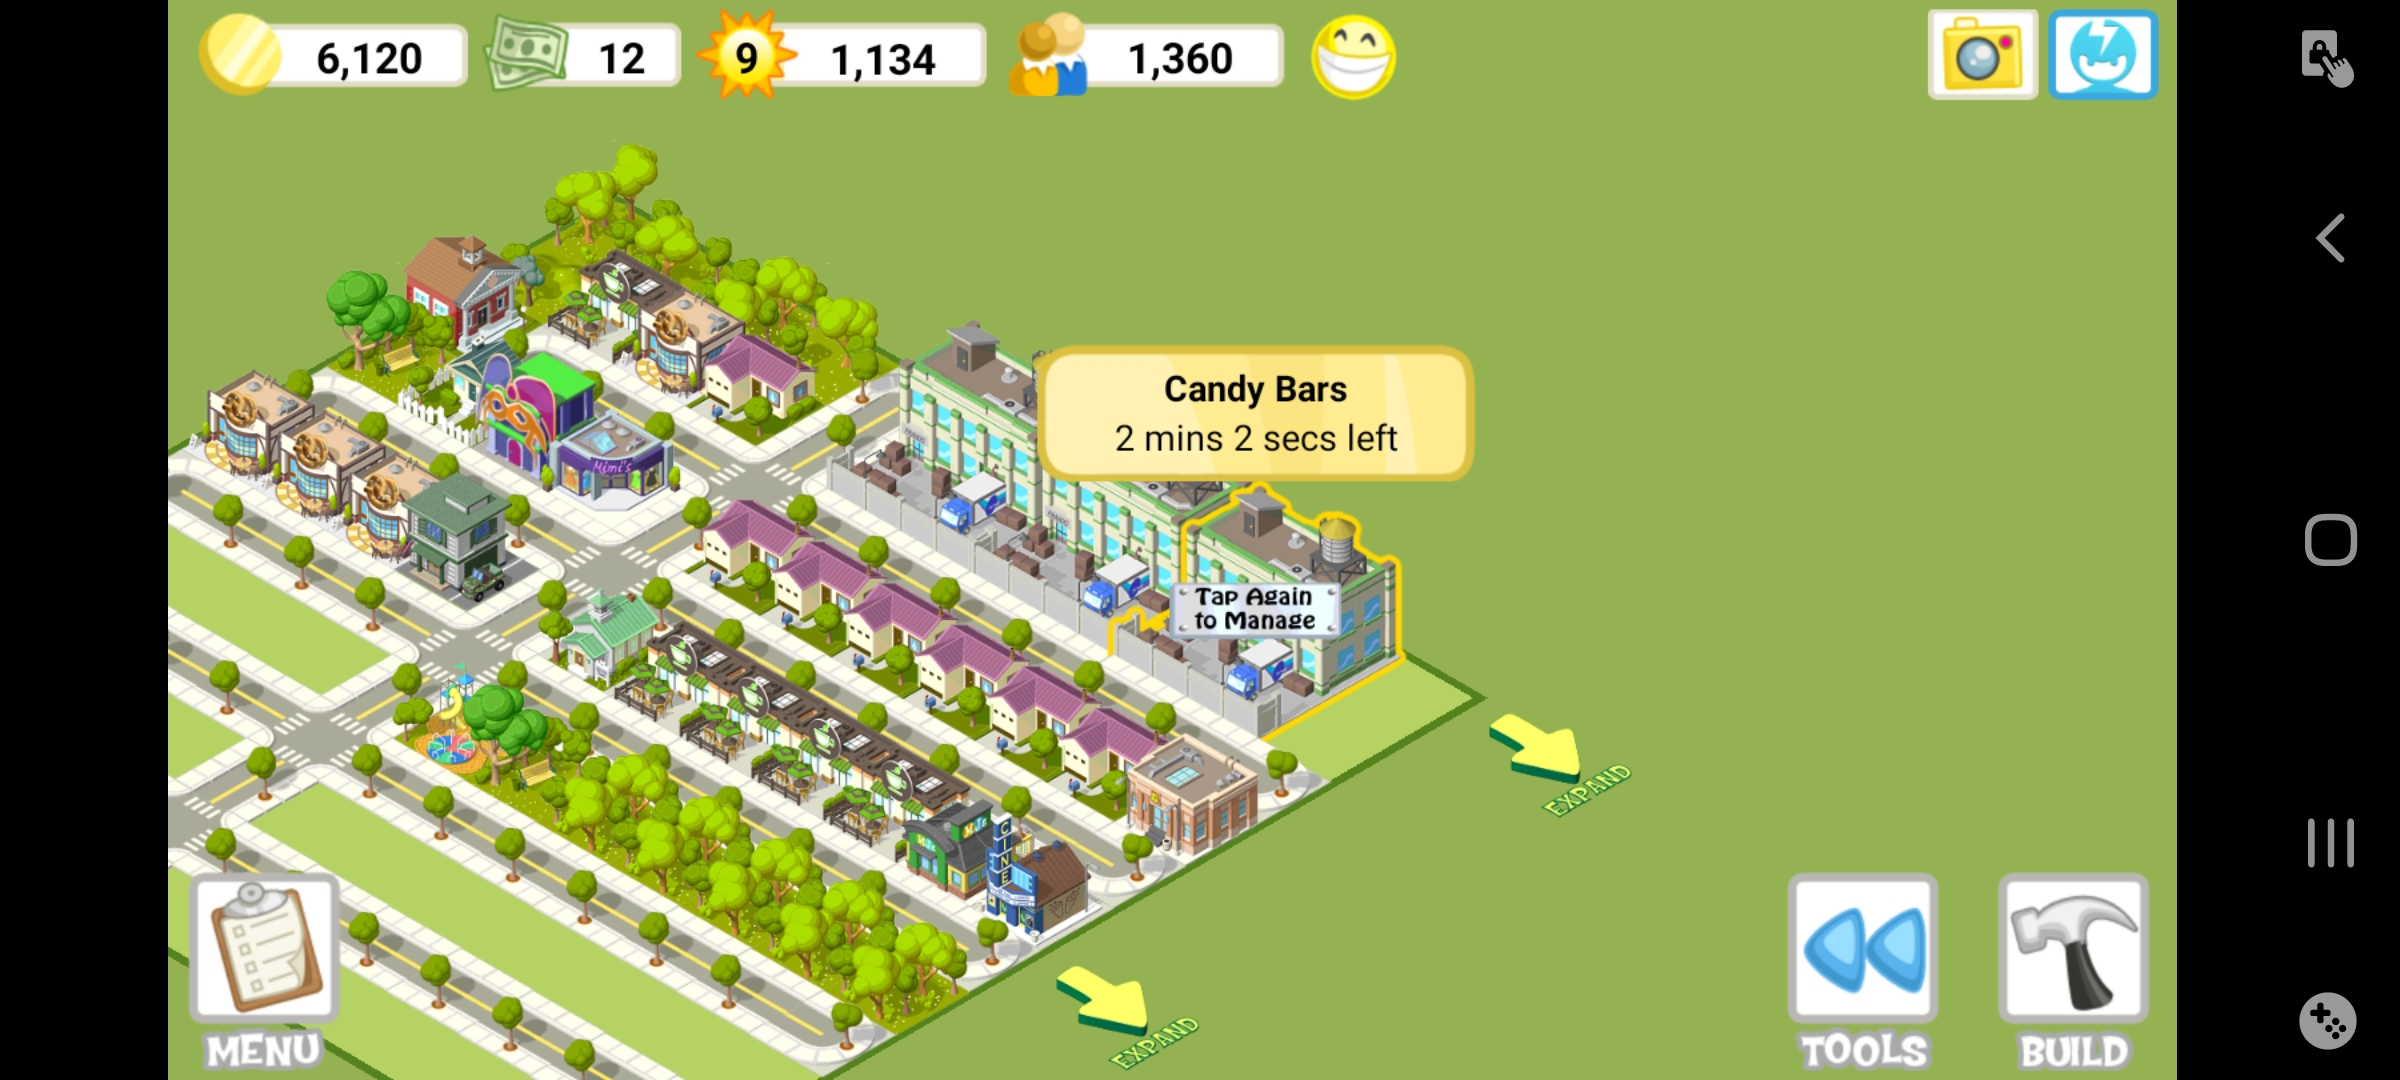 6,120
12
9
1,134
1,360
Candy Bars
2 mins 2 secs left
Mimi's
Tap Again
to Manage
EXPAND
CINE
EXPAND
MENU
TOOLS
BUILD